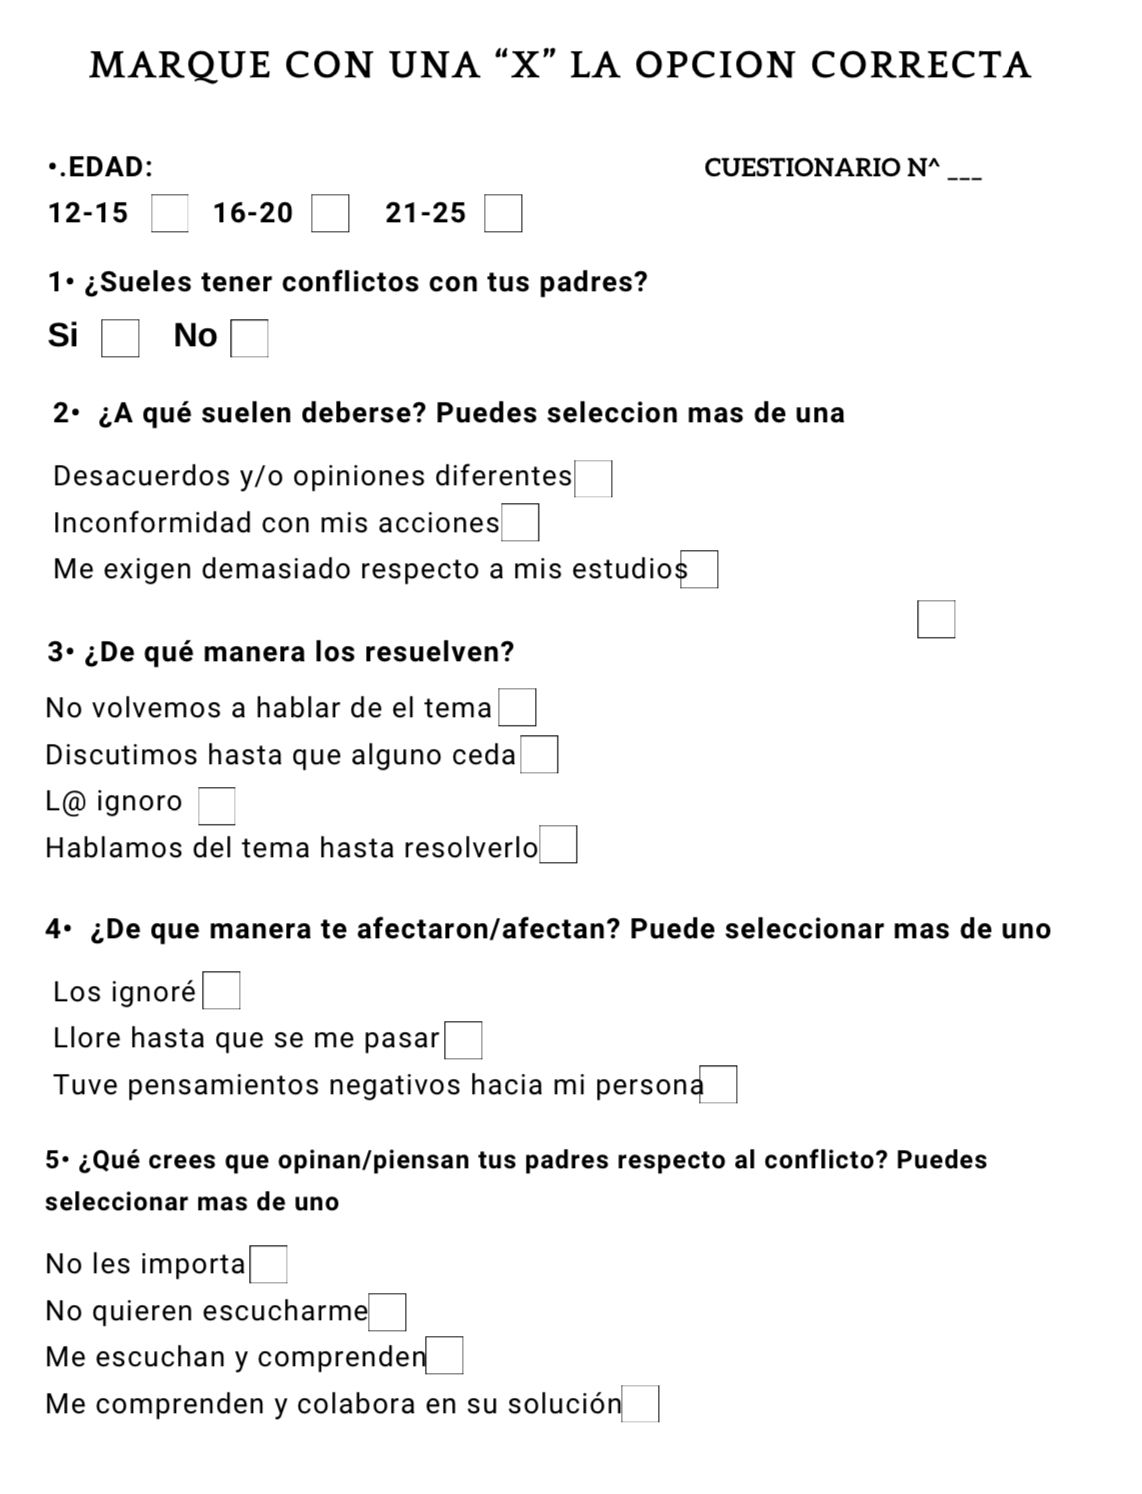 MARQUE CON UNA “X” LA OPCION CORRECTA
•.EDAD:
CUESTIONARIO N^ ___
12-15 16-20 21-25
1• ¿Sueles tener conflictos con tus padres?
Si No
2• ¿A qué suelen deberse? Puedes seleccion mas de una
Desacuerdos y/o opiniones diferentes
Inconformidad con mis acciones
Me exigen demasiado respecto a mis estudios
3• ¿De qué manera los resuelven?
No volvemos a hablar de el tema
Discutimos hasta que alguno ceda
L@ ignoro
Hablamos del tema hasta resolverlo
4• ¿De que manera te afectaron/afectan? Puede seleccionar mas de uno
Los ignoré
Llore hasta que se me pasar
Tuve pensamientos negativos hacia mi persona
5• ¿Qué crees que opinan/piensan tus padres respecto al conflicto? Puedes
seleccionar mas de uno
No les importa
No quieren escucharme
Me escuchan y comprenden
Me comprenden y colabora en su solución